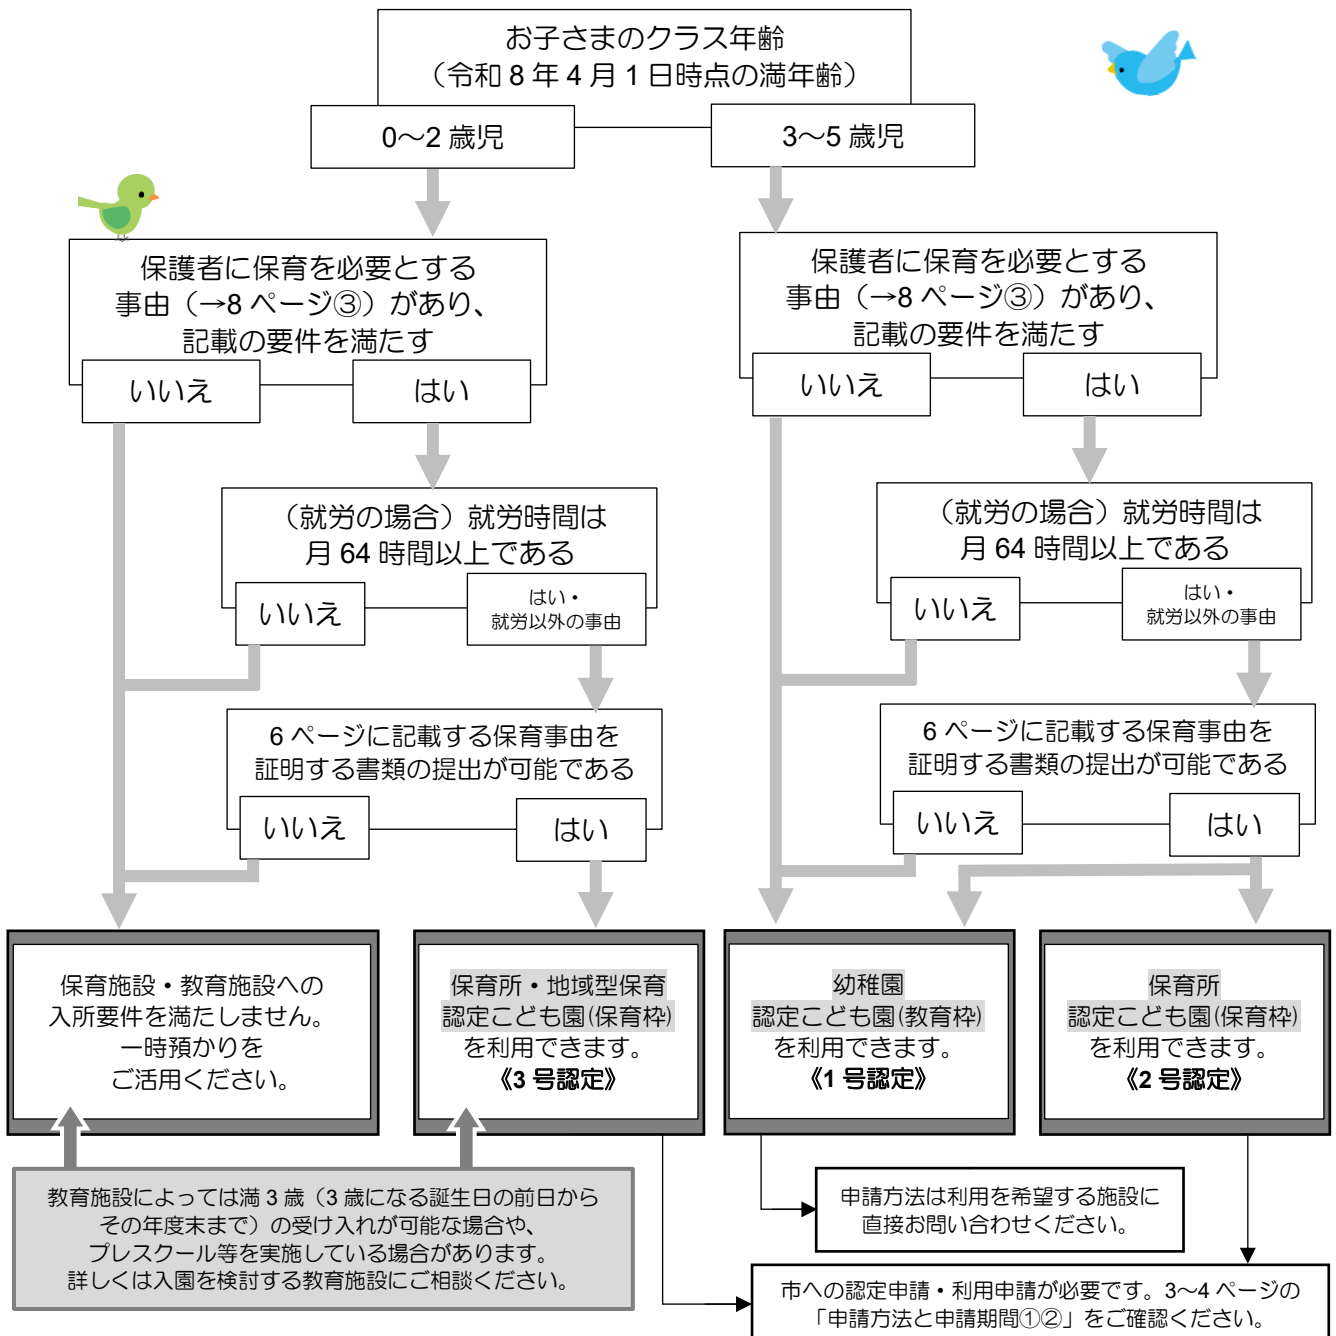 お子さまのクラス年齢
（令和８年４月１日時点の満年齢）
0～2 歳児
3～5 歳児
保護者に保育を必要とする
事由（→8 ページ③）があり、
記載の要件を満たす
いいえ
はい
保護者に保育を必要とする
事由（→8 ページ③）があり、
記載の要件を満たす
いいえ
はい
（就労の場合）就労時間は
月 64 時間以上である
いいえ
はい・
就労以外の事由
（就労の場合）就労時間は
月 64 時間以上である
いいえ
はい・
就労以外の事由
6 ページに記載する保育事由を
証明する書類の提出が可能である
いいえ
はい
6 ページに記載する保育事由を
証明する書類の提出が可能である
いいえ
はい
保育施設・教育施設への
入所要件を満たしません。
一時預かりを
ご活用ください。
保育所・地域型保育
認定こども園(保育枠)
を利用できます。
《3 号認定》
幼稚園
認定こども園(教育枠)
を利用できます。
《1 号認定》
保育所
認定こども園(保育枠)
を利用できます。
《2 号認定》
教育施設によっては満 3 歳（3 歳になる誕生日の前日から
その年度末まで）の受け入れが可能な場合や、
プレスクール等を実施している場合があります。
詳しくは入園を検討する教育施設にご相談ください。
申請方法は利用を希望する施設に
直接お問い合わせください。
市への認定申請・利用申請が必要です。3～4 ページの
「申請方法と申請期間①②」をご確認ください。